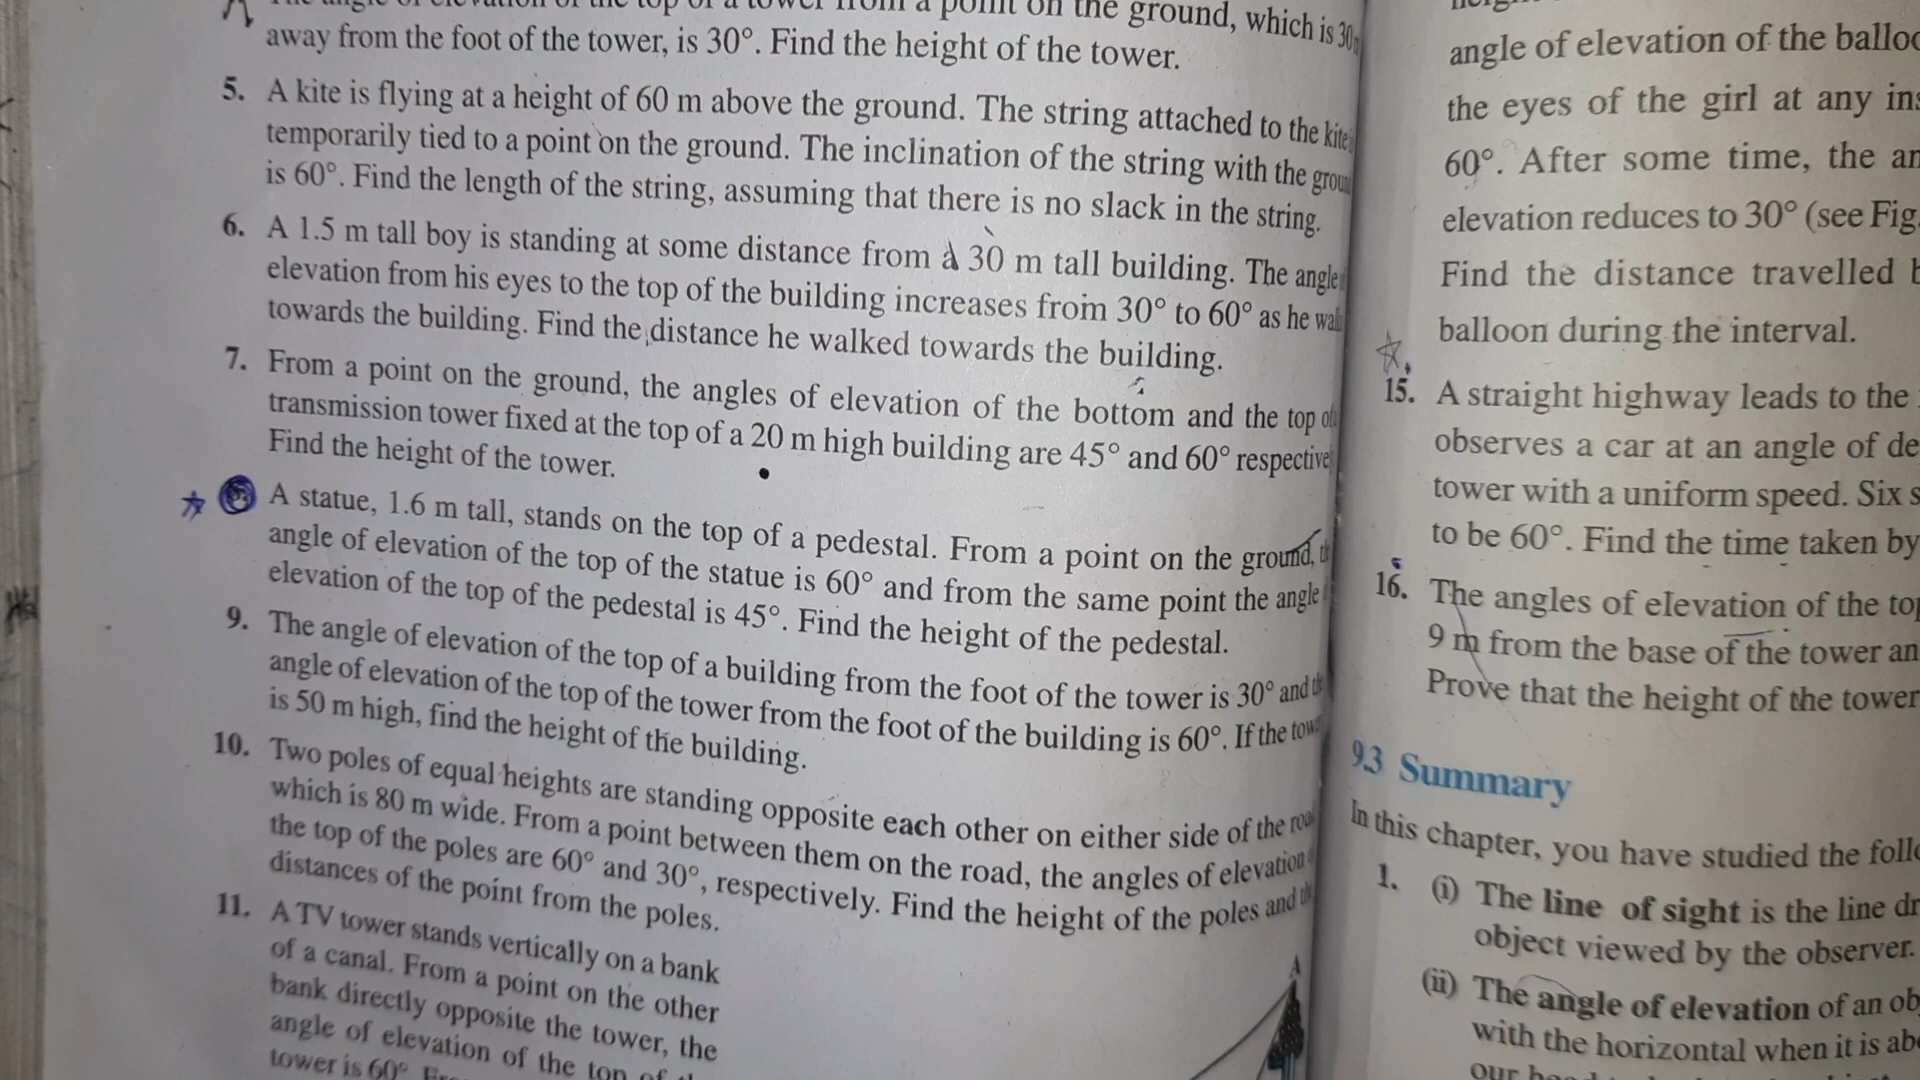 away from the foot of the tower, is 30°. Find the height of the tower.
5. A kite is flying at a height of 60 m above the ground. The string attached to the kite
temporarily tied to a point on the ground. The inclination of the string with the
is 60°. Find the length of the string, assuming that there is no slack in the string.
6. A 1.5 m tall boy is standing at some distance from a 30 m tall building. The angle
elevation from his eyes to the top of the building increases from 30° to 60° as he
towards the building. Find the distance he walked towards the building.
7. From a point on the ground, the angles of elevation of the bottom and the top
transmission tower fixed at the top of a 20 m high building are 45° and 60°
Find the height of the tower.
A statue, 1.6 m tall, stands on the top of a pedestal. From a point on the ground,
angle of elevation of the top of the statue is 60° and from the same point the angle
elevation of the top of the pedestal is 45°. Find the height of the pedestal.
9. The angle of elevation of the top of a building from the foot of the tower is 30° and
angle of elevation of the top of the tower from the foot of the building is 60°. If the
is 50 m high, find the height of the building.
10. Two poles of equal heights are standing opposite each other on either side of the
which is 80 m wide. From a point between them on the road, the angles of elevation
the top of the poles are 60° and 30°, respectively. Find the height of the poles and
distances of the point from the poles.
11. A TV tower stands vertically on a bank
of a canal. From a point on the other
bank directly opposite the tower, the
angle of elevation of the top of
tower is 60°
A
angle of elevation of the
the eyes of the girl at any
60°. After some time, the
elevation reduces to 30° (see Fig.
Find the distance travelled
balloon during the interval.
15. A straight highway leads to the
observes a car at an angle of
tower with a uniform speed. Six
to be 60°. Find the time taken by
16. The angles of elevation of the
9 m from the base of the tower
Prove that the height of the tower
9.3 Summary
In this chapter, you have studied the
1. (i) The line of sight is the line
object viewed by the observer.
(ii) The angle of elevation of an
with the horizontal when it is
our